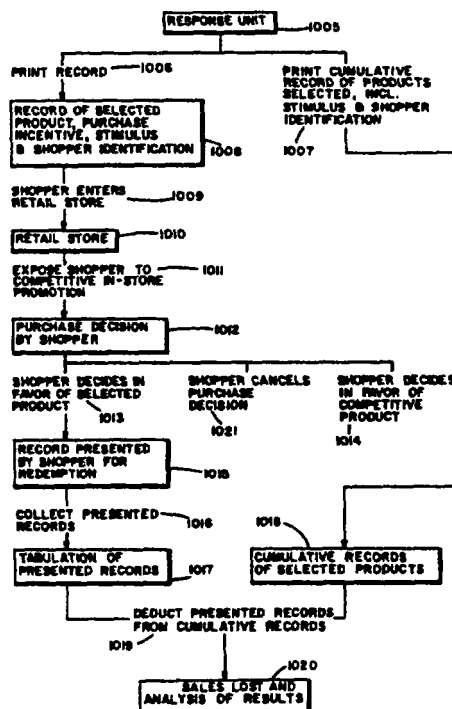 RESPONSE UNIT
1005
PRINT RECORD
1006
PRINT CUMULATIVE
RECORD OF PRODUCTS
SELECTED, INCL.
STIMULUS & SHOPPER
IDENTIFICATION
1007
RECORD OF SELECTED
PRODUCT, PURCHASE
INCENTIVE, STIMULUS
& SHOPPER IDENTIFICATION
1008
SHOPPER ENTERS
RETAIL STORE
1009
RETAIL STORE
1010
EXPOSE SHOPPER TO
COMPETITIVE IN-STORE
PROMOTION
1011
PURCHASE DECISION
BY SHOPPER
1012
SHOPPER DECIDES IN
FAVOR OF SELECTED
PRODUCT
1013
SHOPPER CANCELS
PURCHASE
DECISION
1021
SHOPPER DECIDES
IN FAVOR OF
COMPETITIVE
PRODUCT
1014
RECORD PRESENTED
BY SHOPPER FOR
REDEMPTION
1015
COLLECT PRESENTED
RECORDS
1016
TABULATION OF
PRESENTED RECORDS
1017
1018
CUMULATIVE RECORDS
OF SELECTED PRODUCTS
DEDUCT PRESENTED RECORDS
FROM CUMULATIVE RECORDS
1019
1020
SALES LOST AND
ANALYSIS OF RESULTS